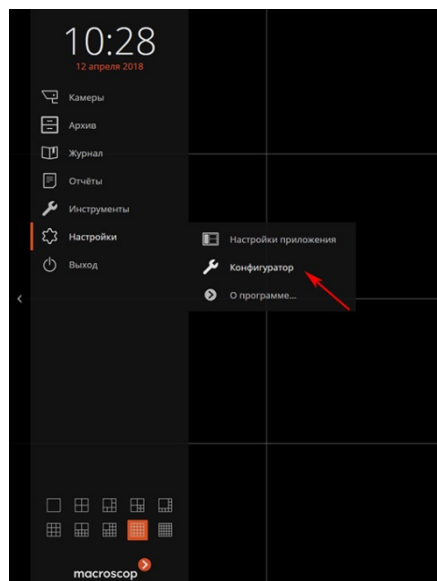 10:28
12 апреля 2018
Камеры
Архив
Журнал
Отчёты
Инструменты
Настройки
Выход
Настройки приложения
Конфигуратор
О программе...
macroscop